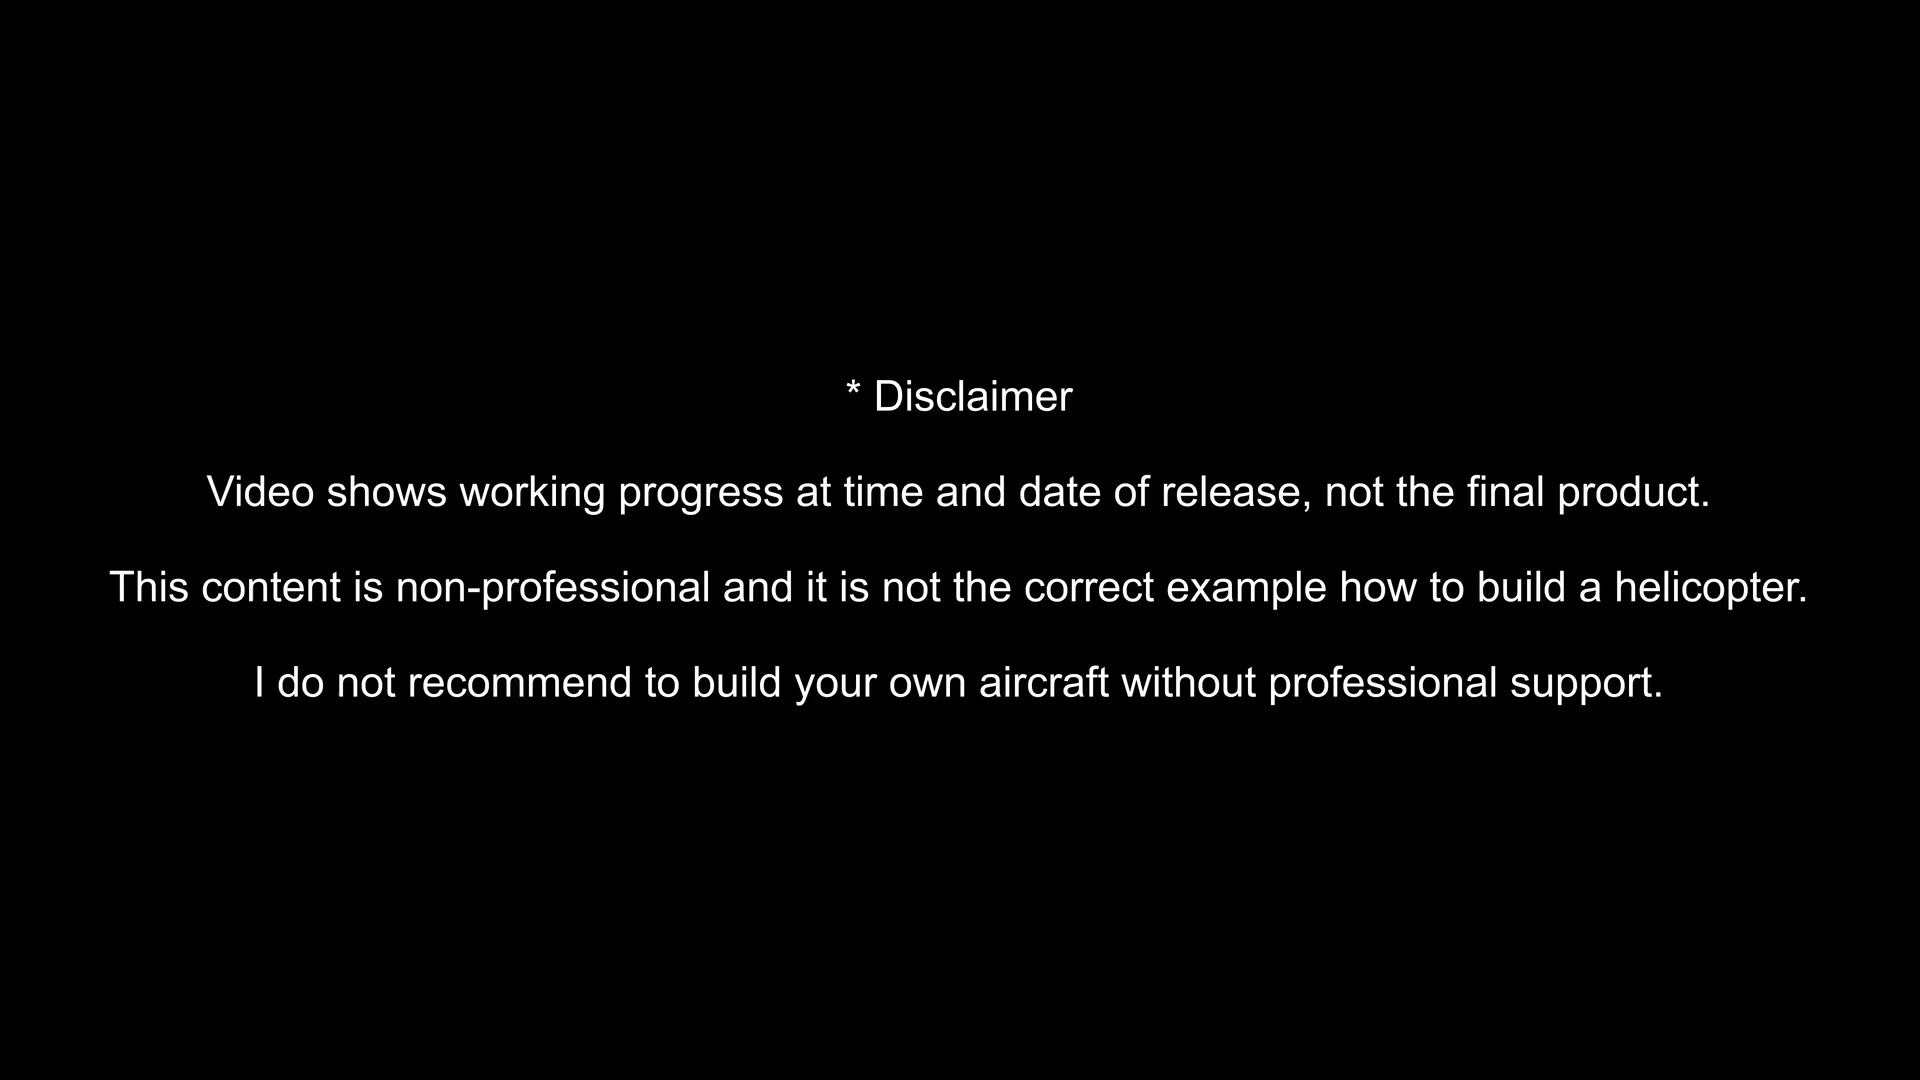 * Disclaimer
Video shows working progress at time and date of release, not the final product.
This content is non-professional and it is not the correct example how to build a helicopter.
I do not recommend to build your own aircraft without professional support.